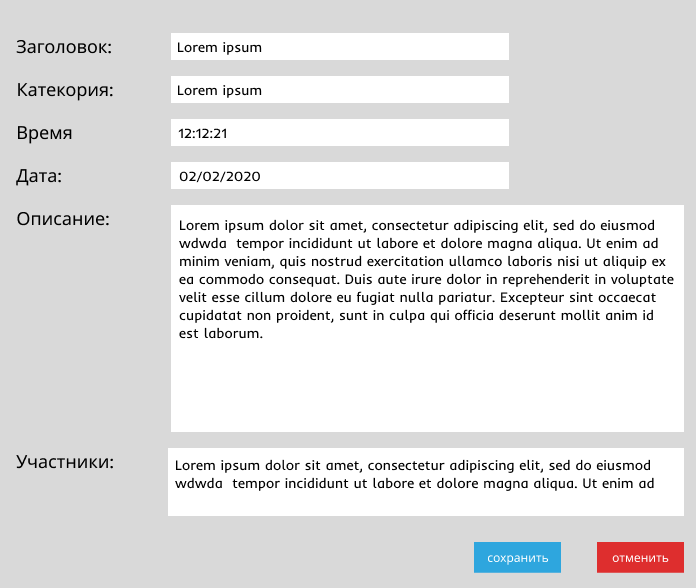 Заголовок:
Lorem ipsum
Катекория:
Lorem ipsum
Время
12:12:21
Дата:
02/02/2020
Описание:
Lorem ipsum dolor sit amet, consectetur adipiscing elit, sed do eiusmod
wdwda  tempor incididunt ut labore et dolore magna aliqua. Ut enim ad
minim veniam, quis nostrud exercitation ullamco laboris nisi ut aliquip ex
ea commodo consequat. Duis aute irure dolor in reprehenderit in voluptate
velit esse cillum dolore eu fugiat nulla pariatur. Excepteur sint occaecat
cupidatat non proident, sunt in culpa qui officia deserunt mollit anim id
est laborum.
Участники:
Lorem ipsum dolor sit amet, consectetur adipiscing elit, sed do eiusmod
wdwda  tempor incididunt ut labore et dolore magna aliqua. Ut enim ad
сохранить
отменить